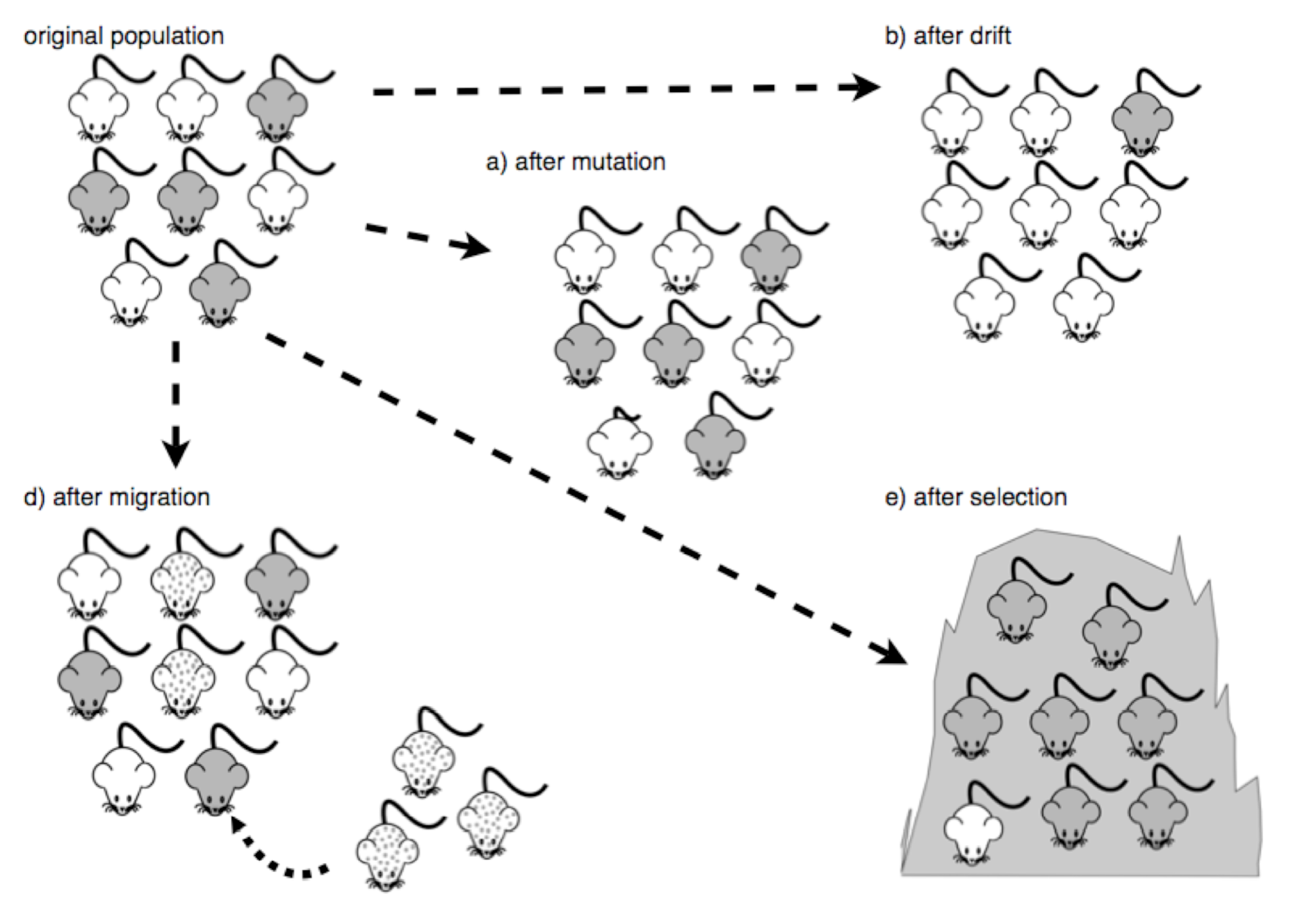 original population
b) after drift
a) after mutation
d) after migration
e) after selection